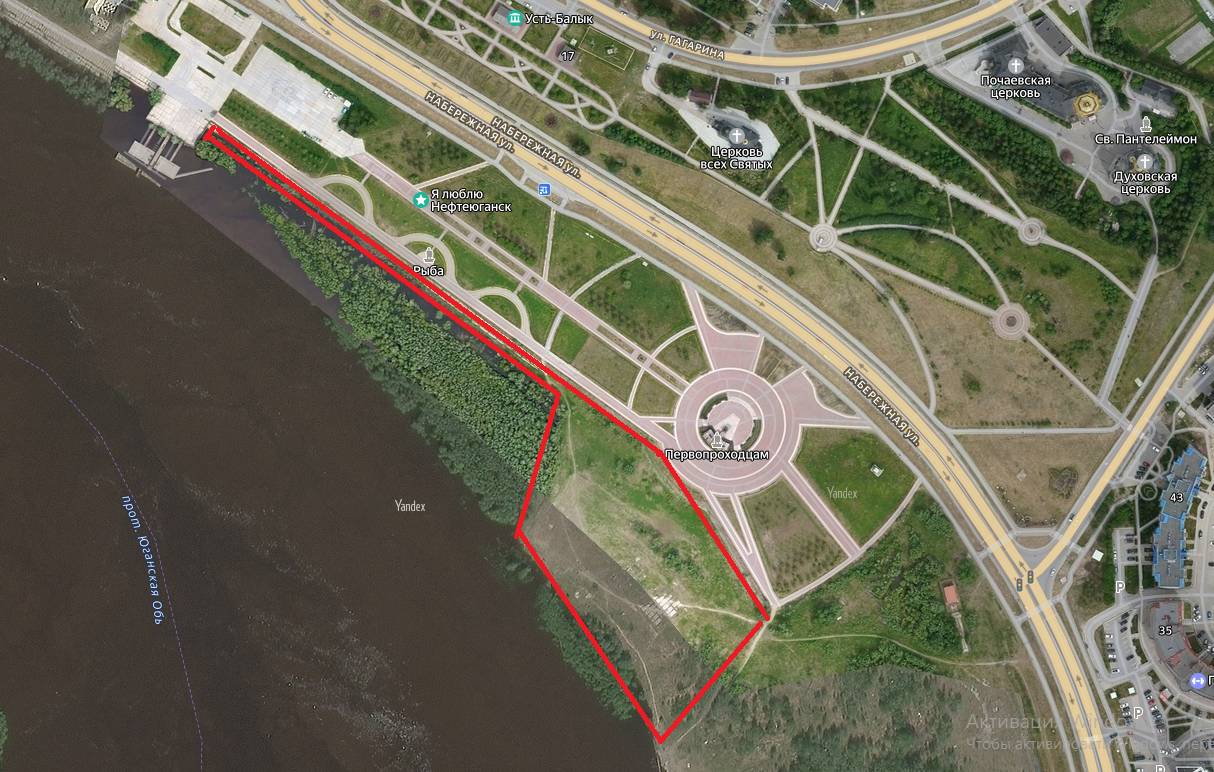 Усть-Балык
ул. ГАГАРИНА
17
Почаевская
церковь
НАБЕРЕЖНАЯ ул.
НАБЕРЕЖНАЯ ул.
Церковь
всех Святых
Св. Пантелеймон
Духовская
церковь
Я люблю
Нефтеюганск
Рыба
НАБЕРЕЖНАЯ ул.
Первопроходцам
Yandex
Yandex
43
прот. Юганская Обь
P
35
P
Активация Windows